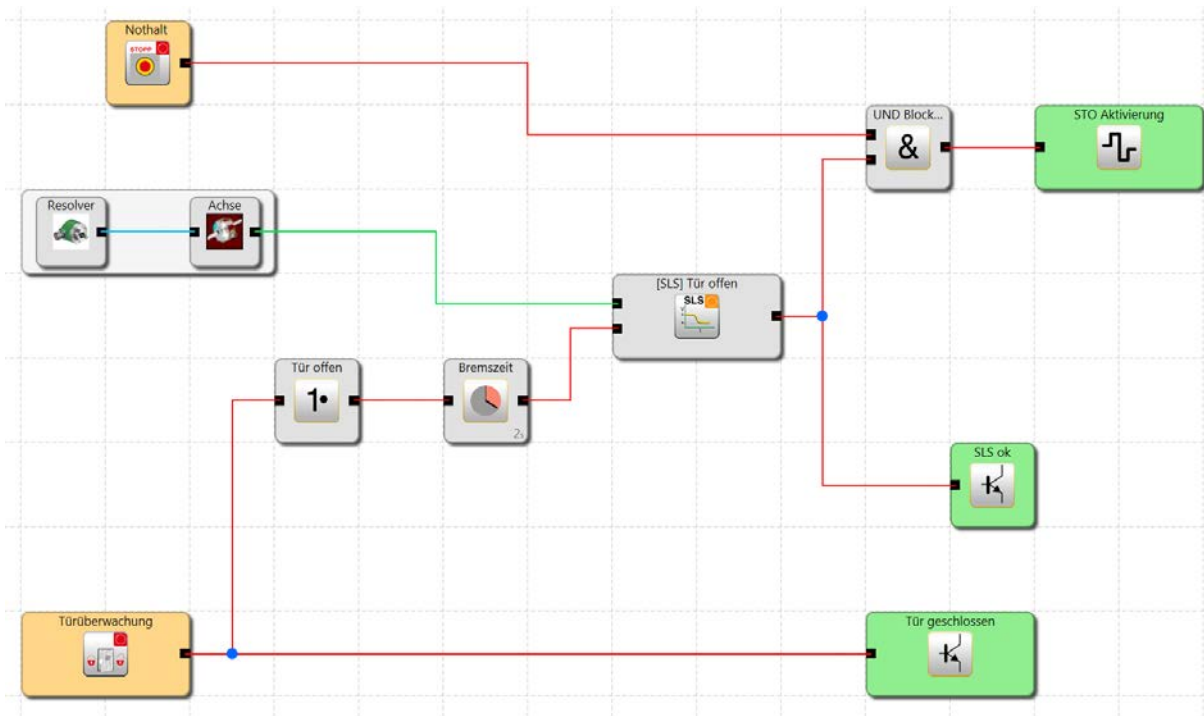 Nothalt
STOPP
UND Block...
&
STO Aktivierung
Resolver
Achse
[SLS] Tür offen
SLS
Tür offen
1•
Bremszeit
2s
SLS ok
Türüberwachung
Tür geschlossen